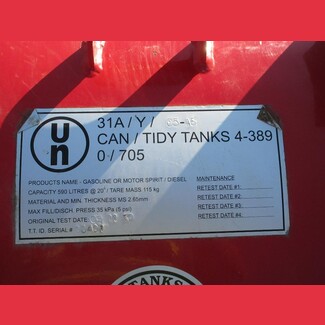 un
31A / Y /
CAN / TIDY TANKS 4-389
0 / 705
PRODUCTS NAME - GASOLINE OR MOTOR SPIRIT / DIESEL
CAPACITY 590 LITRES @ 20° / TARE MASS 115 kg
MATERIAL AND MIN. THICKNESS MS 2.65mm
MAX FILL/DISCH. PRESS 35 kPa (5 psi)
ORIGINAL TEST DATE:
T.T. ID. SERIAL #
MAINTENANCE
RETEST DATE #1:
RETEST DATE #2:
RETEST DATE #3:
RETEST DATE #4:
TANKS